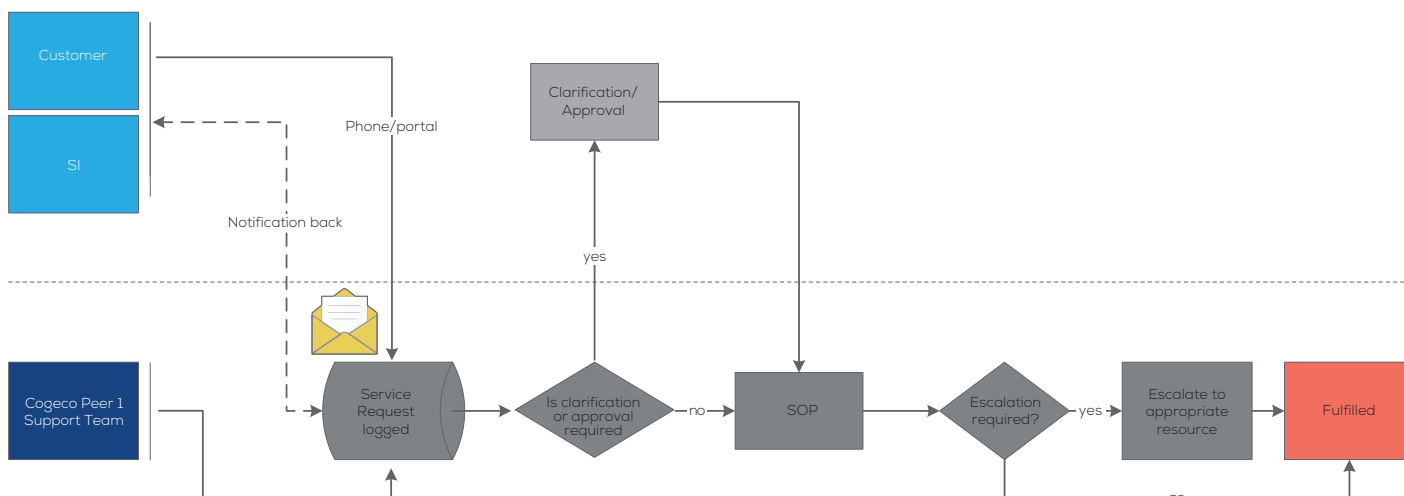 Customer
SI
Phone/portal
Notification back
Clarification/
Approval
yes
Cogeco Peer 1
Support Team
Service
Request
logged
Is clarification
or approval
required
no
SOP
Escalation
required?
yes
Escalate to
appropriate
resource
Fulfilled